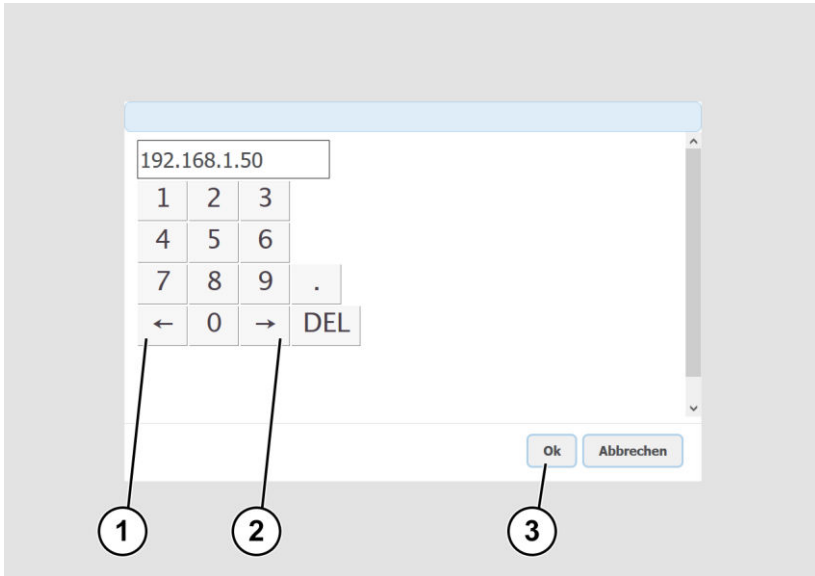 192.168.1.50
1 2 3
4 5 6
7 8 9 .
← 0 → DEL
Ok Abbrechen
1 2 3